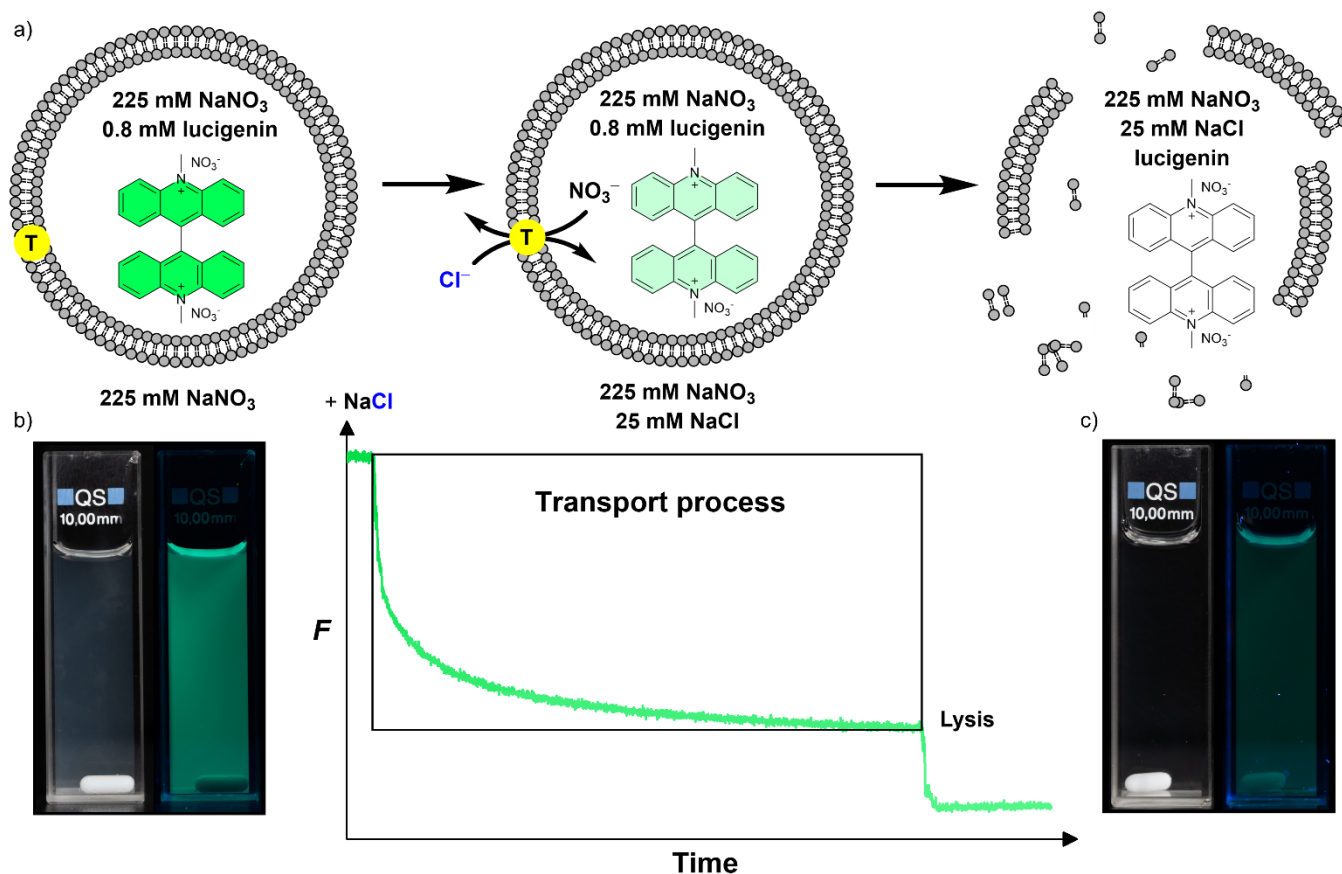 a)
225 mM NaNO₃
0.8 mM lucigenin
N
+
NO₃⁻
T
+
N
NO₃⁻
225 mM NaNO₃
225 mM NaNO₃
0.8 mM lucigenin
N
+
NO₃⁻
T
Cl⁻
+
N
NO₃⁻
+ NaCl
225 mM NaNO₃
25 mM NaCl
225 mM NaNO₃
25 mM NaCl
lucigenin
N
+
NO₃⁻
+
N
NO₃⁻
b)
QS
10,00mm
QS
10,00mm
Transport process
F
Lysis
Time
c)
QS
10,00mm
QS
10,00mm